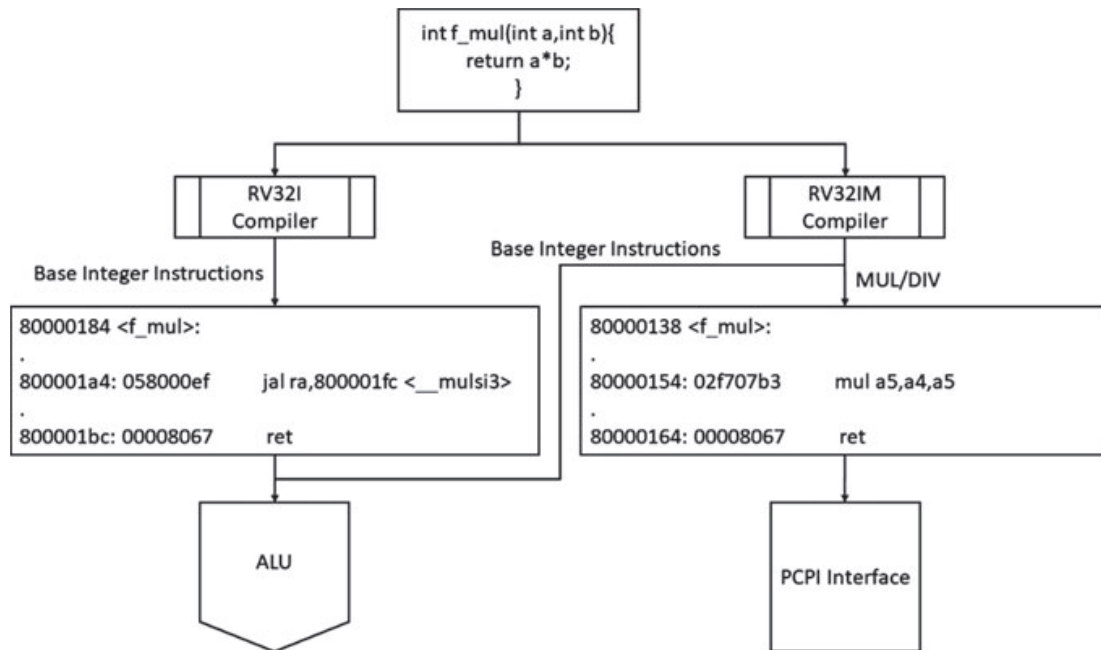 int f_mul(int a,int b){
return a*b;
}
RV32I
Compiler
RV32IM
Compiler
Base Integer Instructions
Base Integer Instructions
MUL/DIV
80000184 <f_mul>:
.
800001a4: 058000ef jal ra,800001fc <__mulsi3>
.
800001bc: 00008067 ret
80000138 <f_mul>:
.
80000154: 02f707b3 mul a5,a4,a5
.
80000164: 00008067 ret
ALU
PCPI Interface